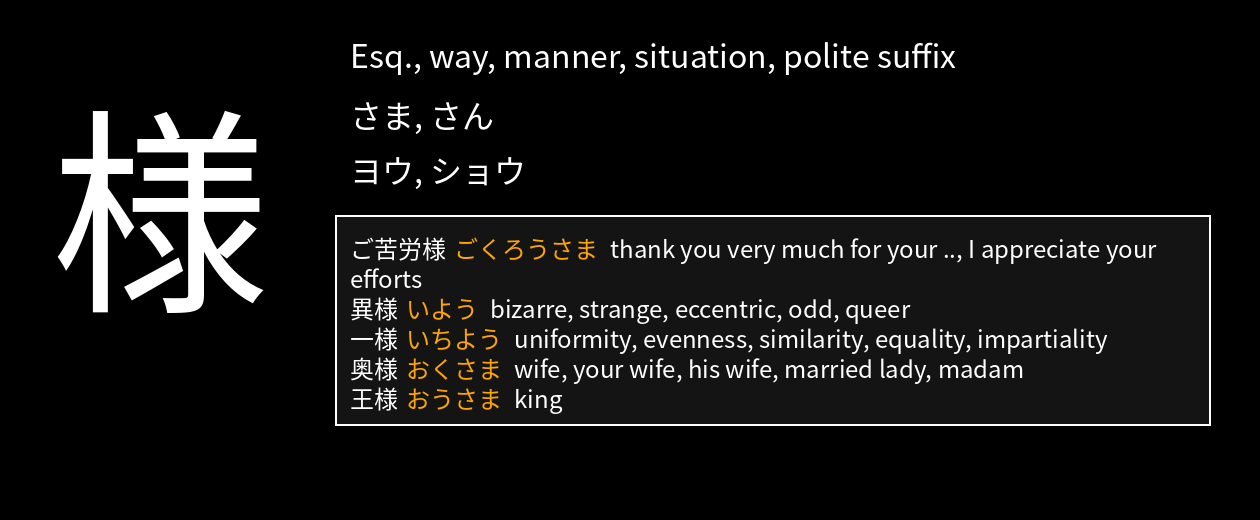 様
Esq., way, manner, situation, polite suffix
さま, さん
ヨウ, ショウ
ご苦労様 ごくろうさま thank you very much for your .., I appreciate your
efforts
異様 いよう bizarre, strange, eccentric, odd, queer
一様 いちよう uniformity, evenness, similarity, equality, impartiality
奥様 おくさま wife, your wife, his wife, married lady, madam
王様 おうさま king